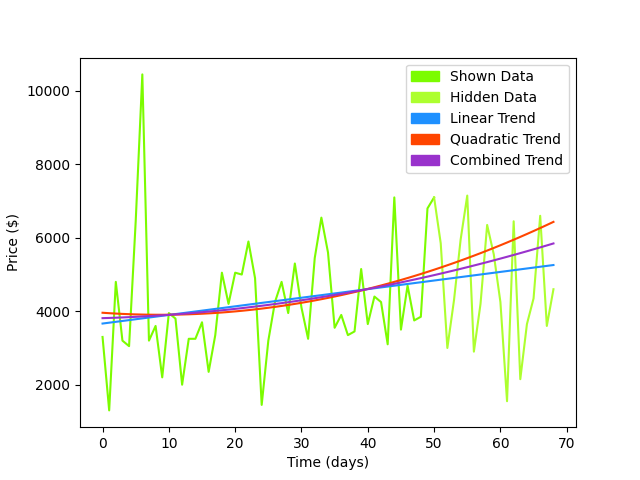 Shown Data
Hidden Data
Linear Trend
Quadratic Trend
Combined Trend
10000
8000
6000
4000
2000
Price ($)
0 10 20 30 40 50 60 70
Time (days)